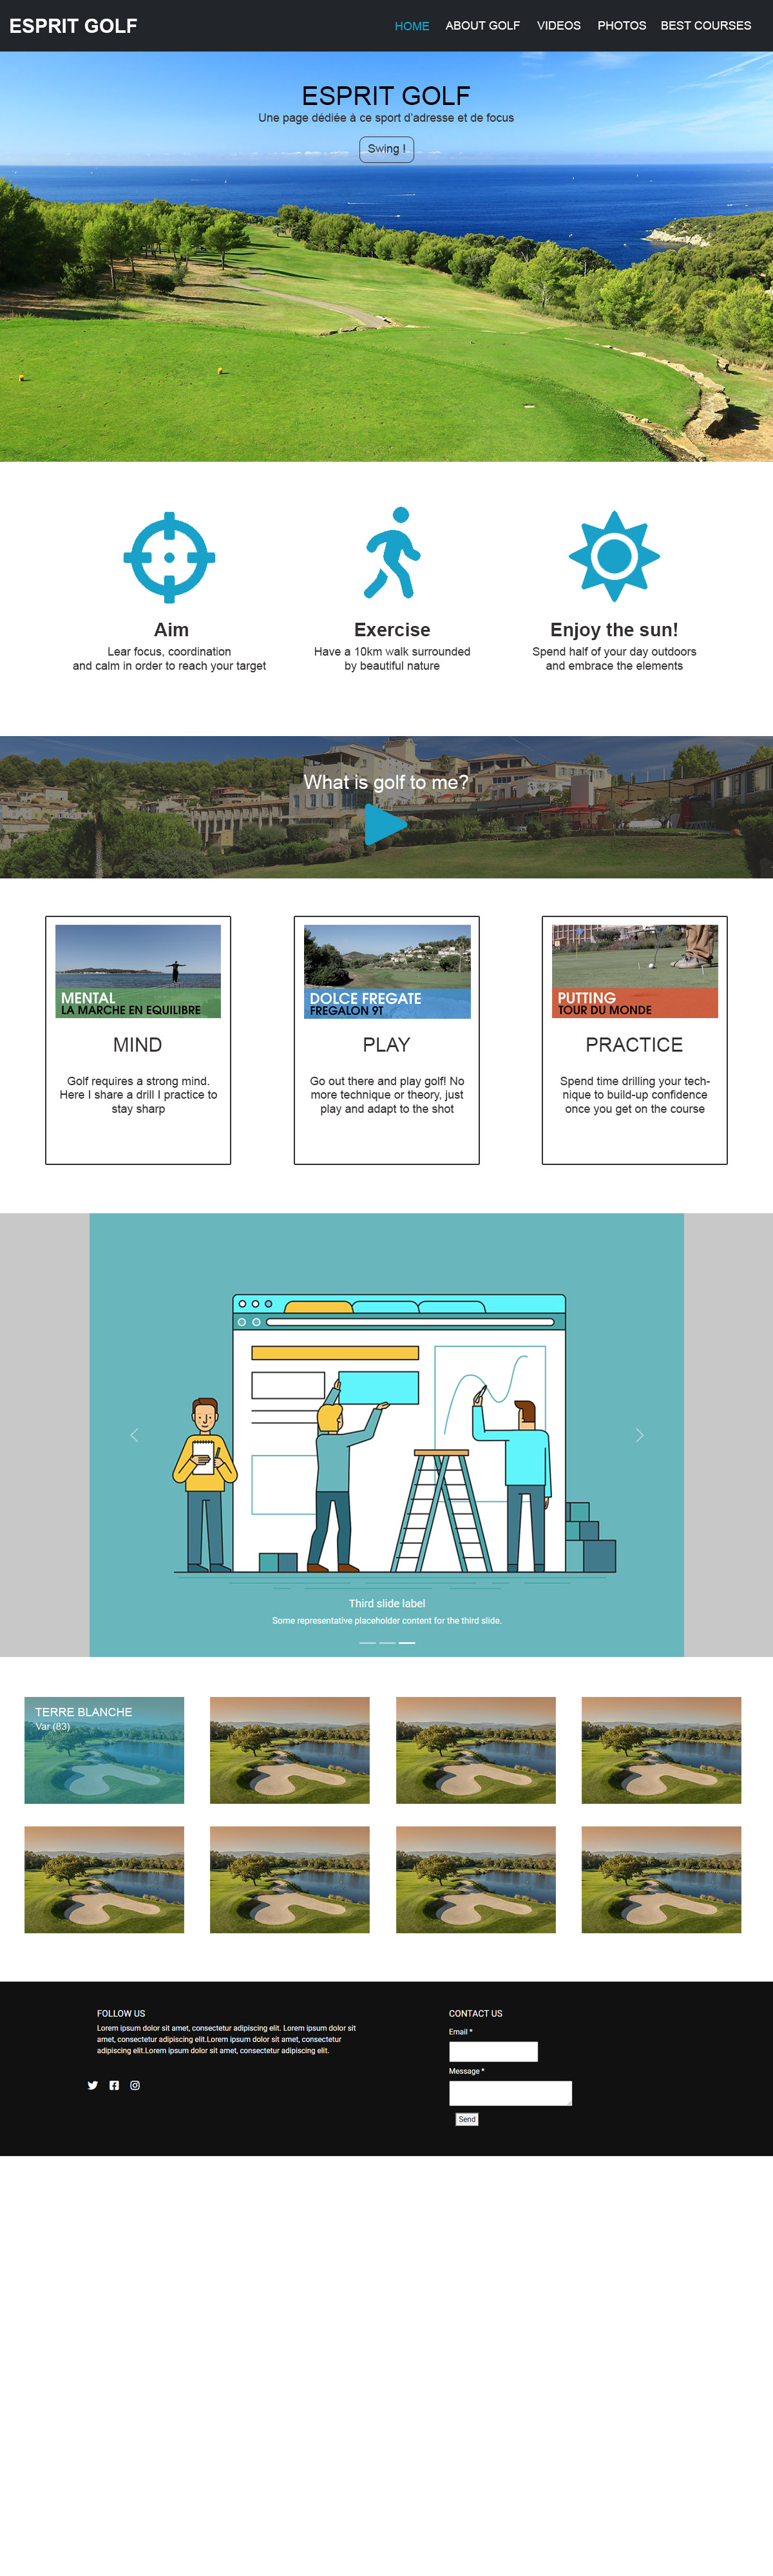 ESPRIT GOLF
HOME ABOUT GOLF VIDEOS PHOTOS BEST COURSES
ESPRIT GOLF
Une page dédiée à ce sport d'adresse et de focus
Swing !
Aim
Lear focus, coordination
and calm in order to reach your target
Exercise
Have a 10km walk surrounded
by beautiful nature
Enjoy the sun!
Spend half of your day outdoors
and embrace the elements
What is golf to me?
MENTAL
LA MARCHE EN EQUILIBRE
MIND
Golf requires a strong mind.
Here I share a drill I practice to
stay sharp
DOLCE FREGATE
FREGALON 9T
PLAY
Go out there and play golf! No
more technique or theory, just
play and adapt to the shot
PUTTING
TOUR DU MONDE
PRACTICE
Spend time drilling your tech-
nique to build-up confidence
once you get on the course
Third slide label
Some representative placeholder content for the third slide.
TERRE BLANCHE
Var (83)
FOLLOW US
Lorem ipsum dolor sit amet, consectetur adipiscing elit. Lorem ipsum dolor sit
amet, consectetur adipiscing elit.Lorem ipsum dolor sit amet, consectetur
adipiscing elit.Lorem ipsum dolor sit amet, consectetur adipiscing elit.
CONTACT US
Email *
Message *
Send